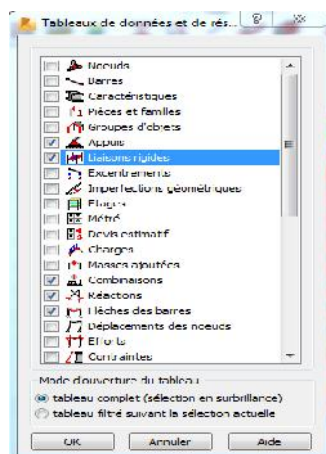 Tableaux de données et de rés...
Noeuds
Barres
Caractéristiques
Pièces et familles
Groupes d'objets
Appuis
Liaisons rigides
Excentrements
Imperfections géométriques
Etages
Métré
Devis estimatif
Charges
Masses ajoutées
Combinaisons
Réactions
Flèches des barres
Déplacements des noeuds
Efforts
Contraintes
Mode d'ouverture du tableau
tableau complet (sélection en surbrillance)
tableau filtré suivant la sélection actuelle
OK Annuler Aide